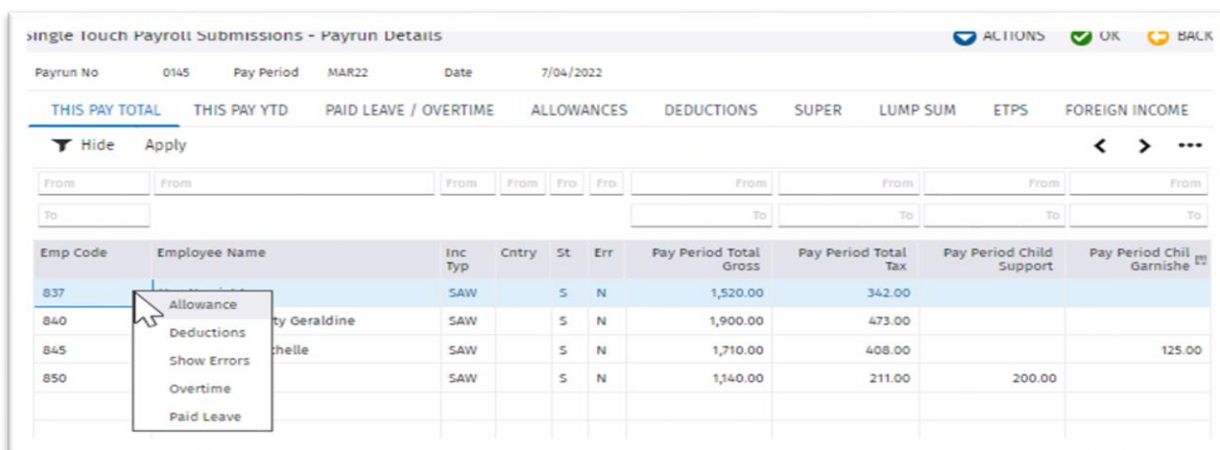 Single Touch Payroll Submissions - Payrun Details ACTIONS OK BACK
Payrun No 0145 Pay Period MAR22 Date 7/04/2022
THIS PAY TOTAL THIS PAY YTD PAID LEAVE / OVERTIME ALLOWANCES DEDUCTIONS SUPER LUMP SUM ETPS FOREIGN INCOME
Hide Apply
From From From From Fro Fro From From From From
To To To To To
Emp Code Employee Name Inc Typ Cntry St Err Pay Period Total Gross Pay Period Total Tax Pay Period Child Support Pay Period Chil Garnishe
837 SAW S N 1,520.00 342.00
Allowance
840 ty Geraldine SAW S N 1,900.00 473.00
Deductions
845 chelle SAW S N 1,710.00 408.00 125.00
Show Errors
850 SAW S N 1,140.00 211.00 200.00
Overtime
Paid Leave